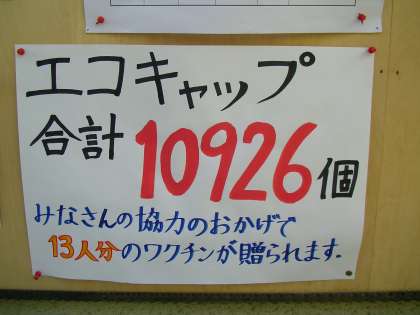 エコキャップ
合計 10926個
みなさんの協力のおかげで
13人分のワクチンが贈られます.